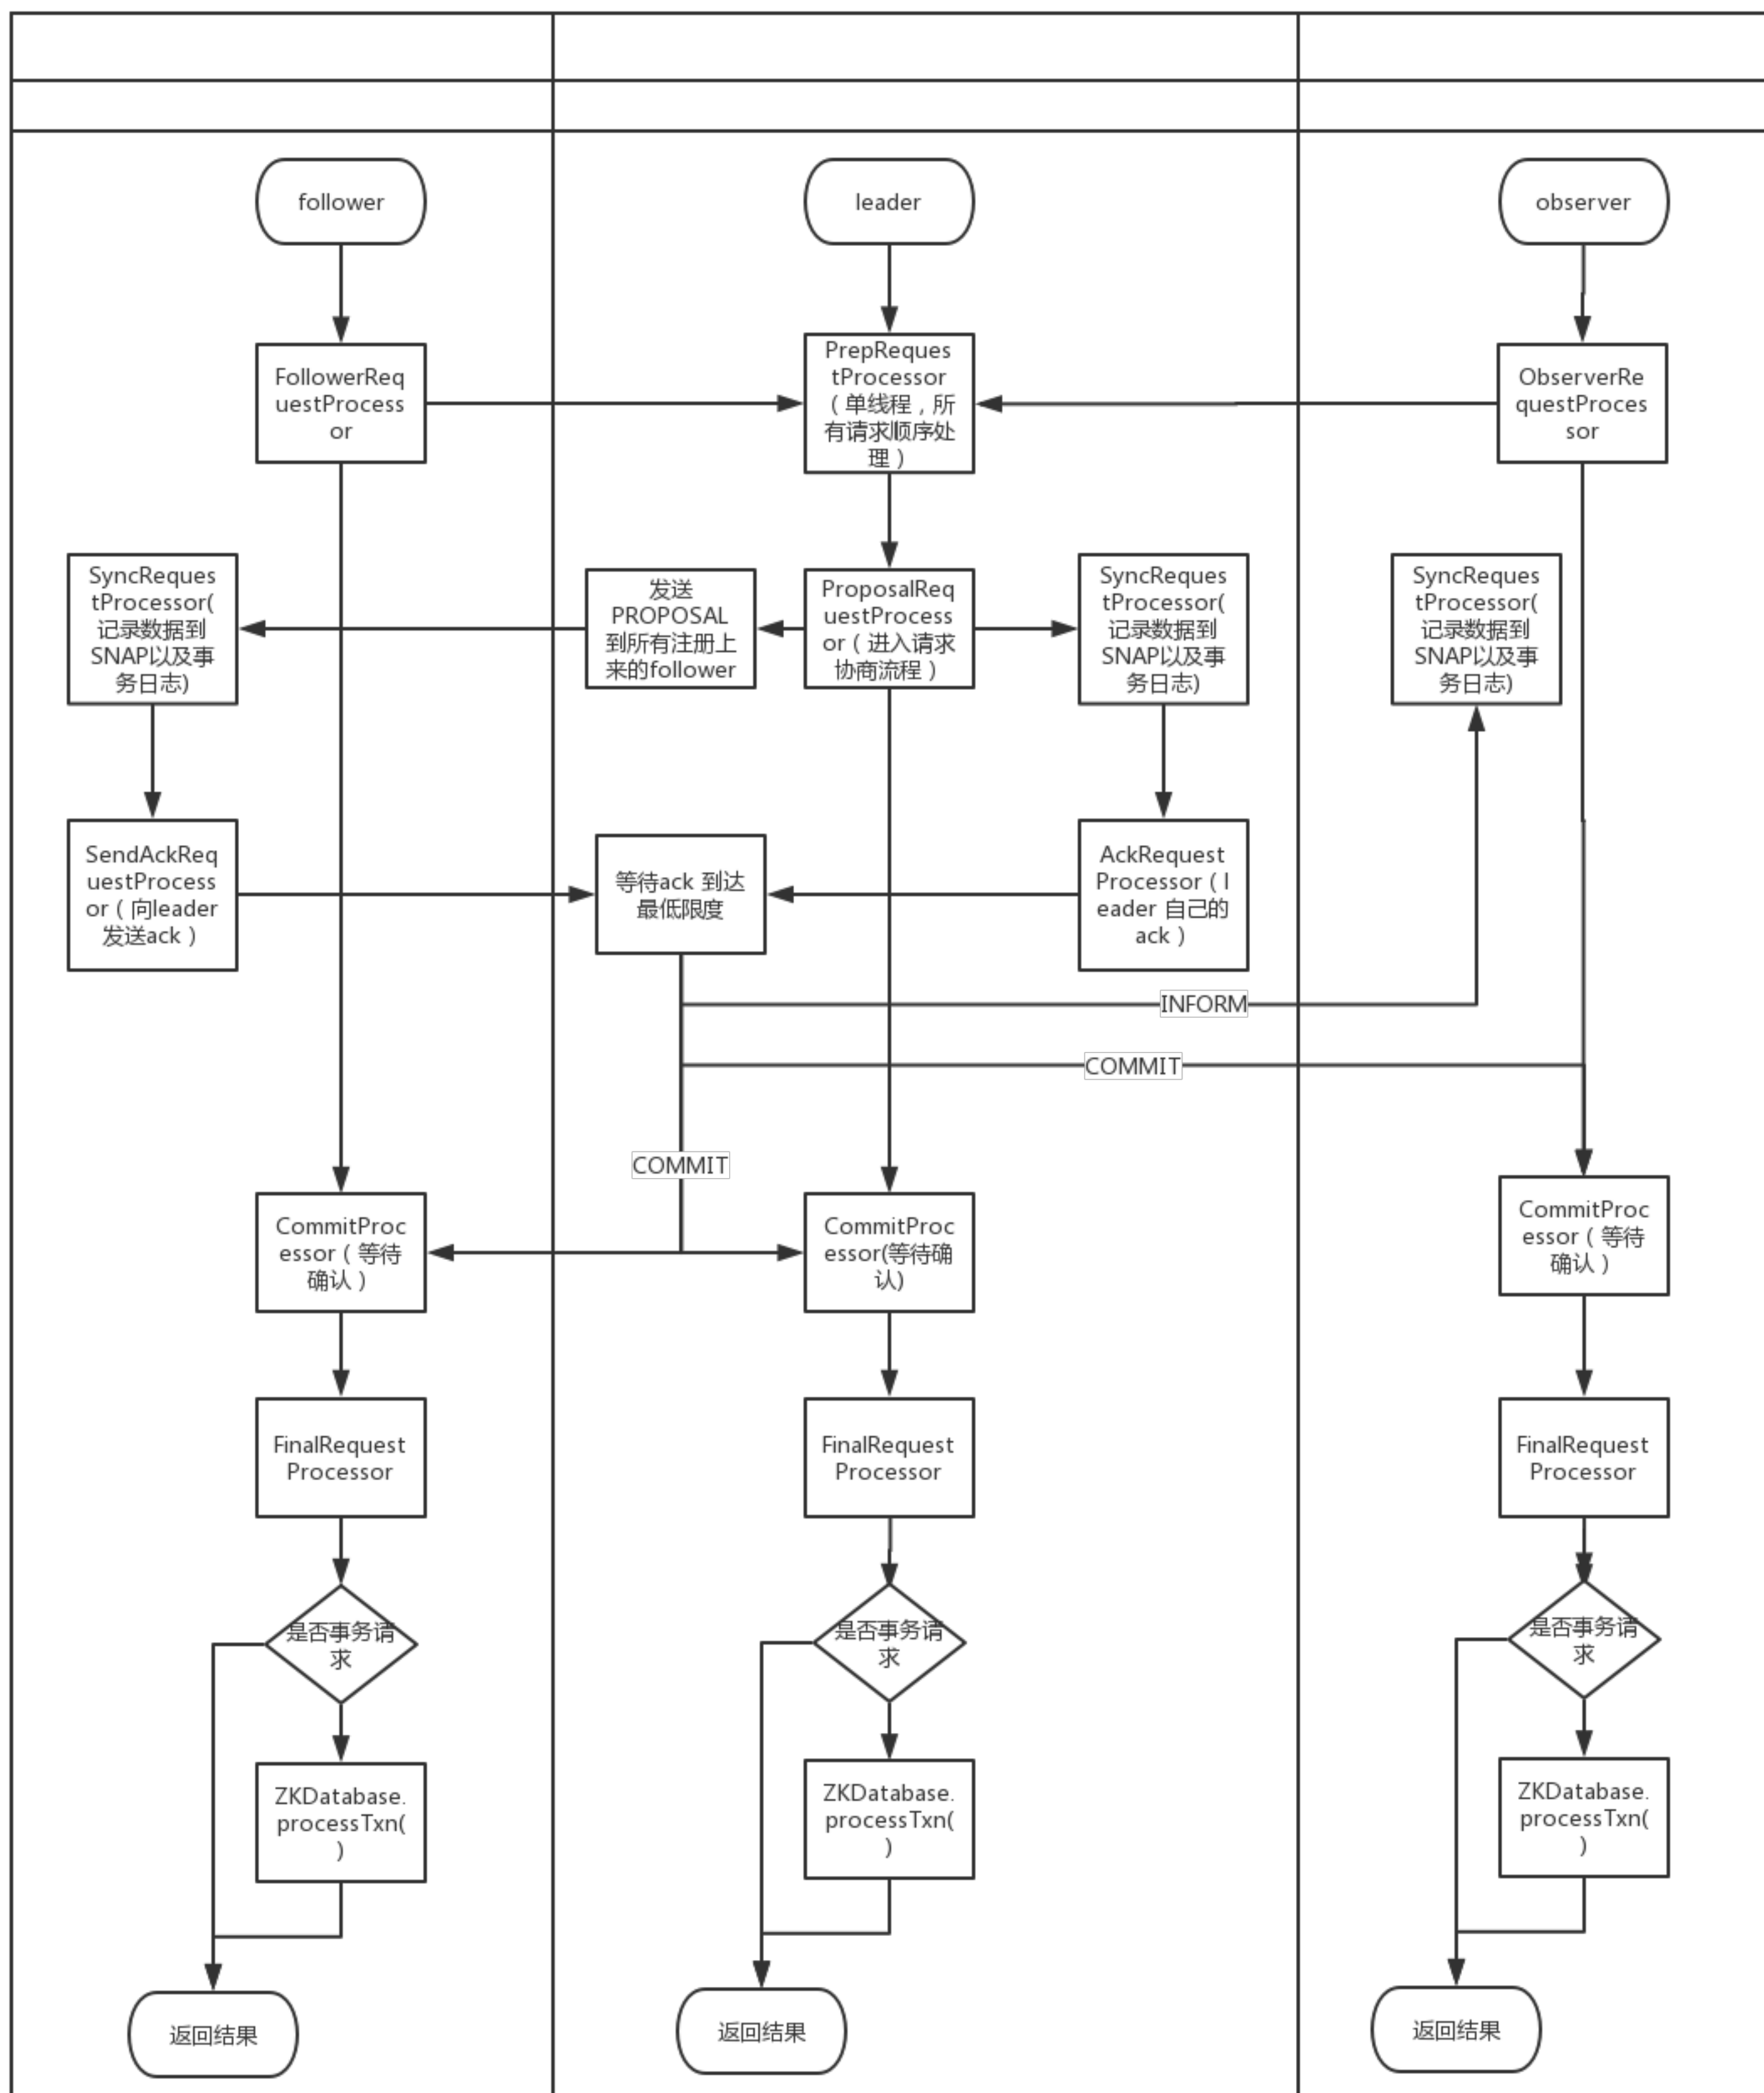 follower
leader
observer
FollowerReq
uestProcess
or
PrepReques
tProcessor
（单线程，所
有请求顺序处
理）
ObserverRe
questProces
sor
SyncReques
tProcessor(
记录数据到
SNAP以及事
务日志)
发送
PROPOSAL
到所有注册上
来的follower
ProposalReq
uestProcess
or（进入请求
协商流程）
SyncReques
tProcessor(
记录数据到
SNAP以及事
务日志)
SyncReques
tProcessor(
记录数据到
SNAP以及事
务日志)
SendAckReq
uestProcess
or（向leader
发送ack）
等待ack 到达
最低限度
AckRequest
Processor（l
eader 自己的
ack）
INFORM
COMMIT
COMMIT
CommitProc
essor（等待
确认）
CommitProc
essor(等待确
认)
CommitProc
essor（等待
确认）
FinalRequest
Processor
FinalRequest
Processor
FinalRequest
Processor
是否事务请
求
是否事务请
求
是否事务请
求
ZKDatabase.
processTxn(
)
ZKDatabase.
processTxn(
)
ZKDatabase.
processTxn(
)
返回结果
返回结果
返回结果